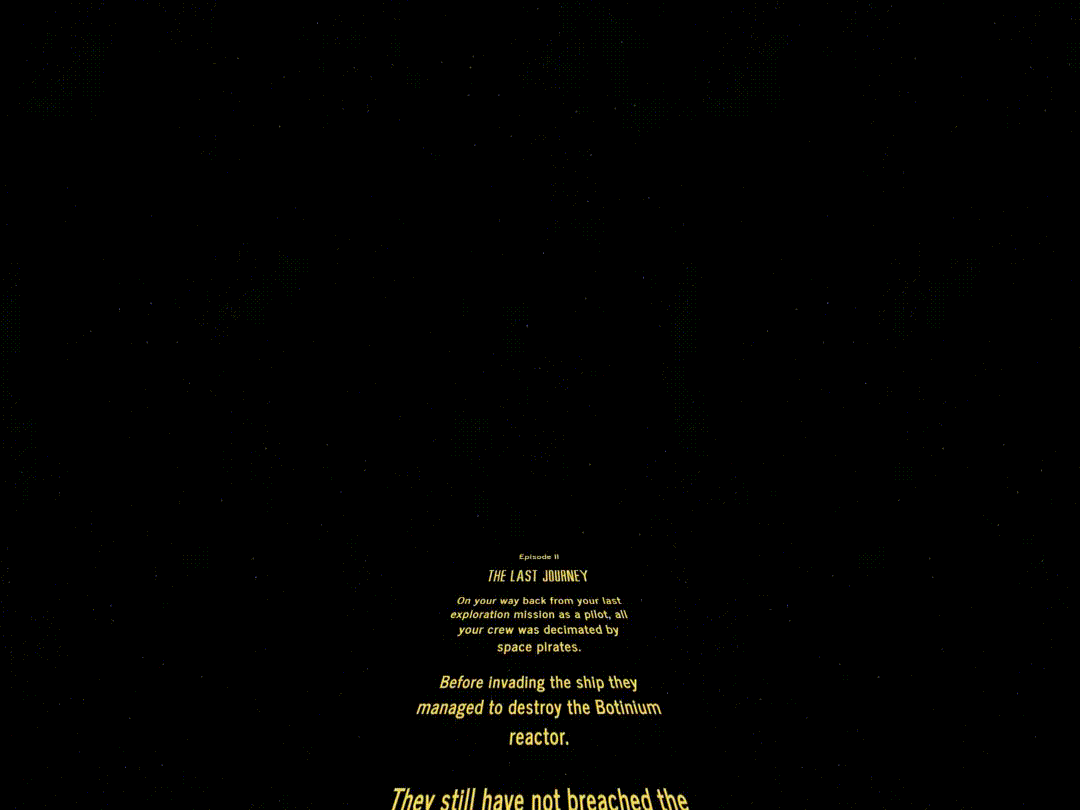 Episode II
THE LAST JOURNEY
On your way back from your last
exploration mission as a pilot, all
your crew was decimated by
space pirates.
Before invading the ship they
managed to destroy the Botinium
reactor.
They still have not breached the